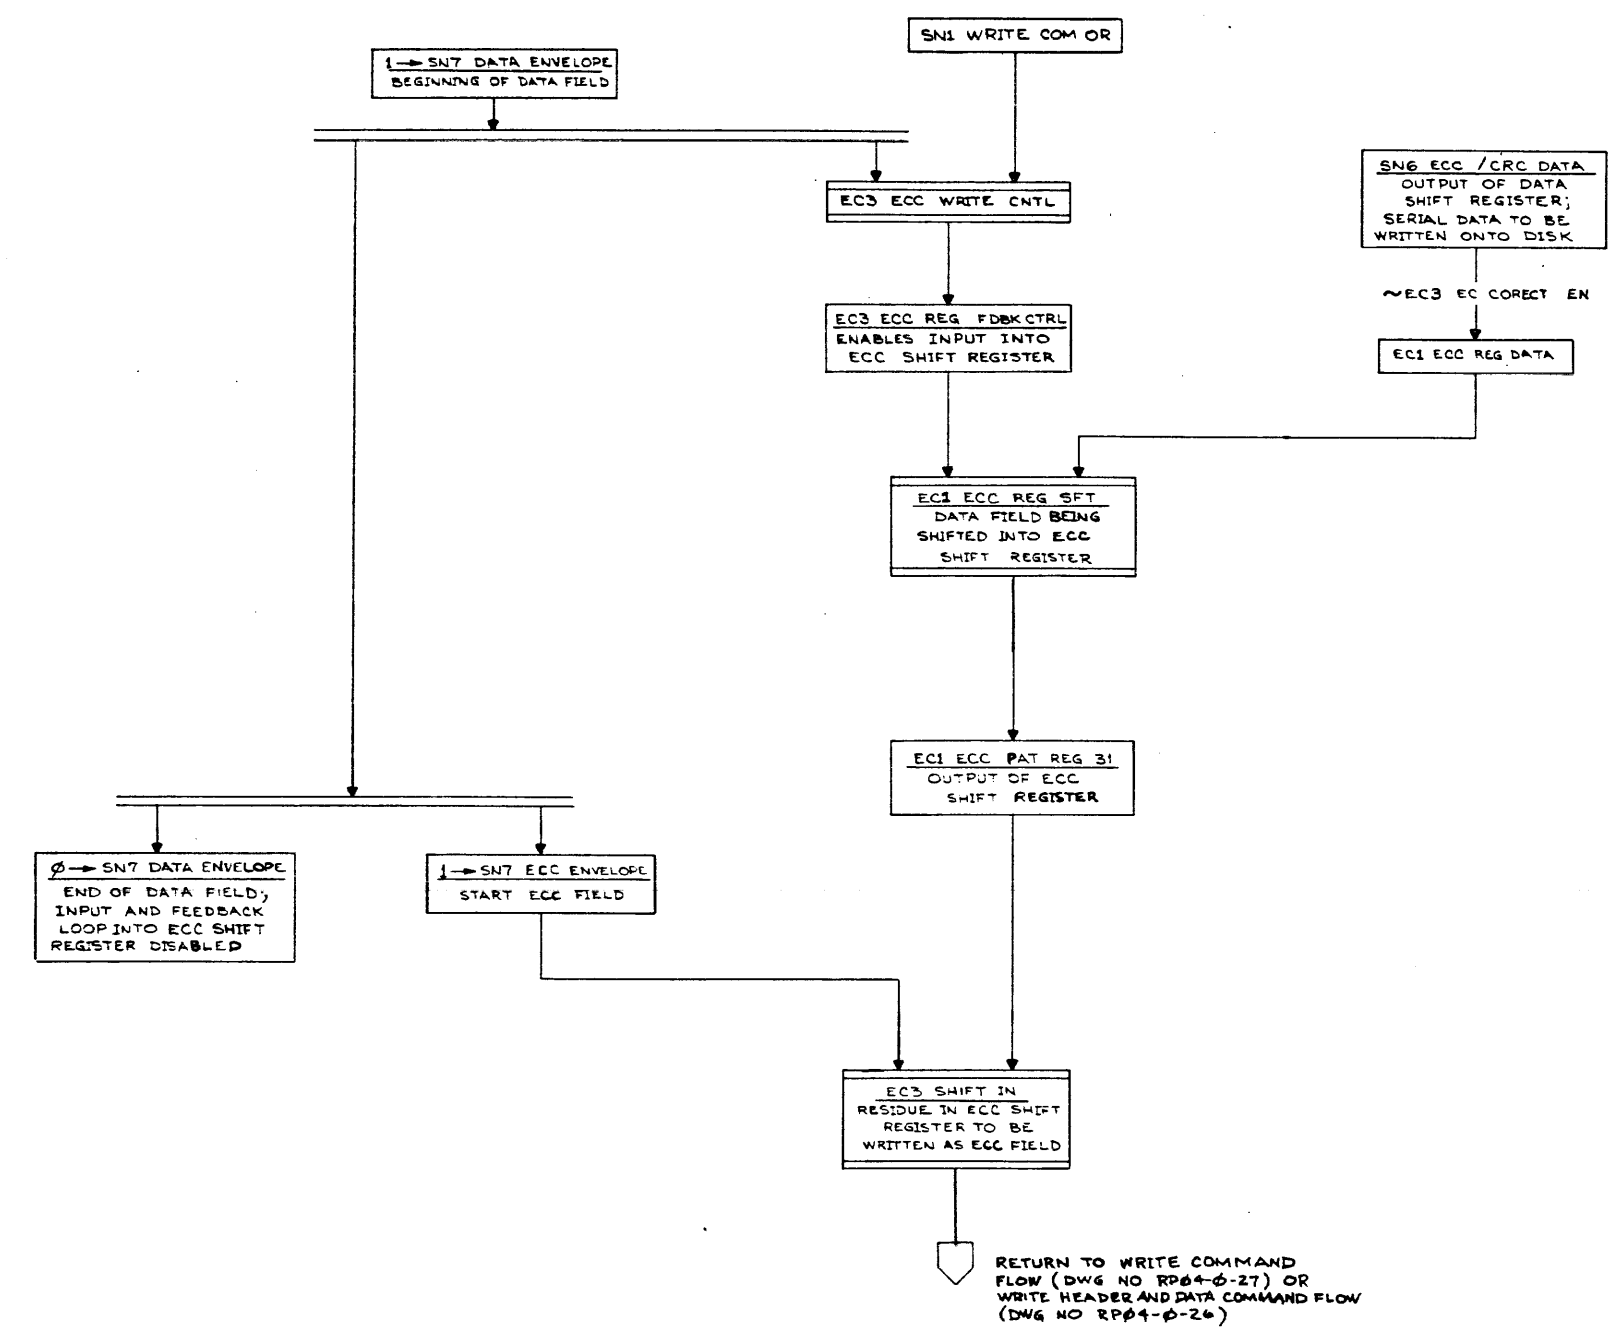 SN1 WRITE COM OR
1→SN7 DATA ENVELOPE
BEGINNING OF DATA FIELD
EC3 ECC WRITE CNTL
SN6 ECC /CRC DATA
OUTPUT OF DATA
SHIFT REGISTER;
SERIAL DATA TO BE
WRITTEN ONTO DISK
~EC3 EC CORECT EN
EC3 ECC REG FDBK CTRL
ENABLES INPUT INTO
ECC SHIFT REGISTER
EC1 ECC REG DATA
EC1 ECC REG SFT
DATA FIELD BEING
SHIFTED INTO ECC
SHIFT REGISTER
EC1 ECC PAT REG 31
OUTPUT OF ECC
SHIFT REGISTER
Ø→SN7 DATA ENVELOPE
END OF DATA FIELD;
INPUT AND FEEDBACK
LOOP INTO ECC SHIFT
REGISTER DISABLED
1→SN7 ECC ENVELOPE
START ECC FIELD
EC3 SHIFT IN
RESIDUE IN ECC SHIFT
REGISTER TO BE
WRITTEN AS ECC FIELD
RETURN TO WRITE COMMAND
FLOW (DWG NO RPØ4-Ø-27) OR
WRITE HEADER AND DATA COMMAND FLOW
(DWG NO RPØ4-Ø-26)